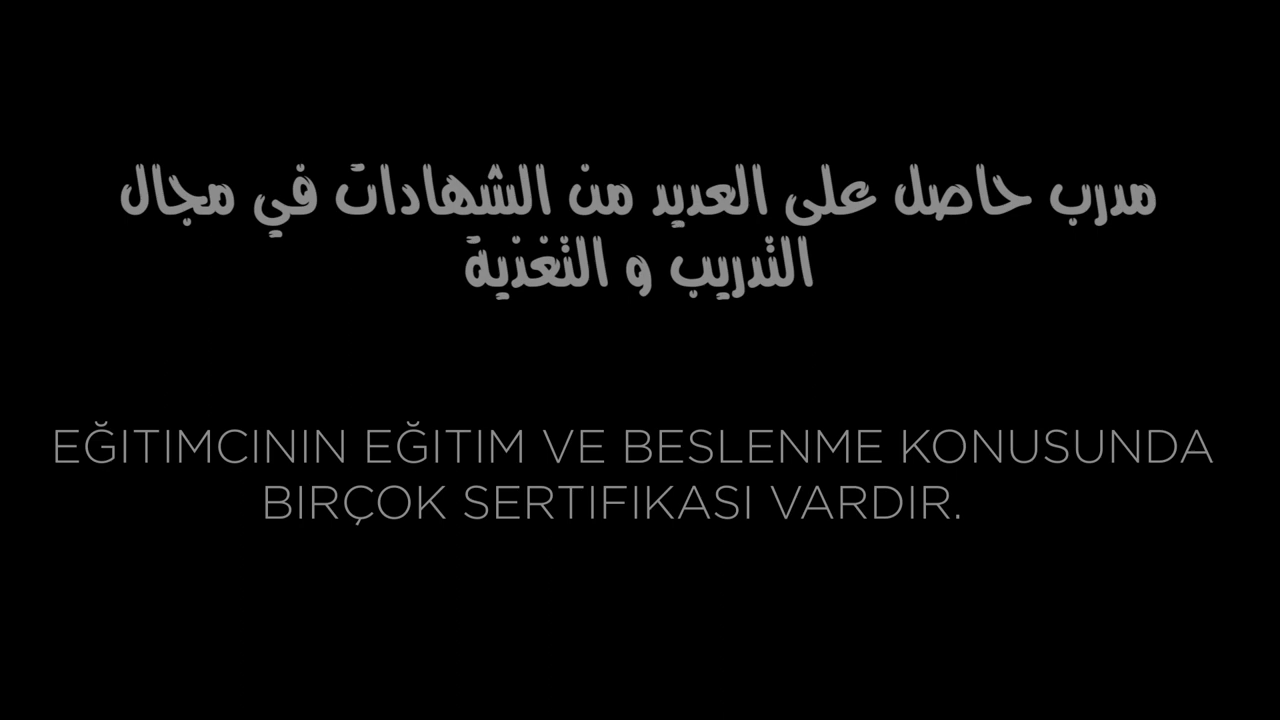 مدرب حاصل على العديد من الشهادات في مجال
التدريب و التغذية
EĞITIMCININ EĞITIM VE BESLENME KONUSUNDA
BIRÇOK SERTIFIKASI VARDIR.